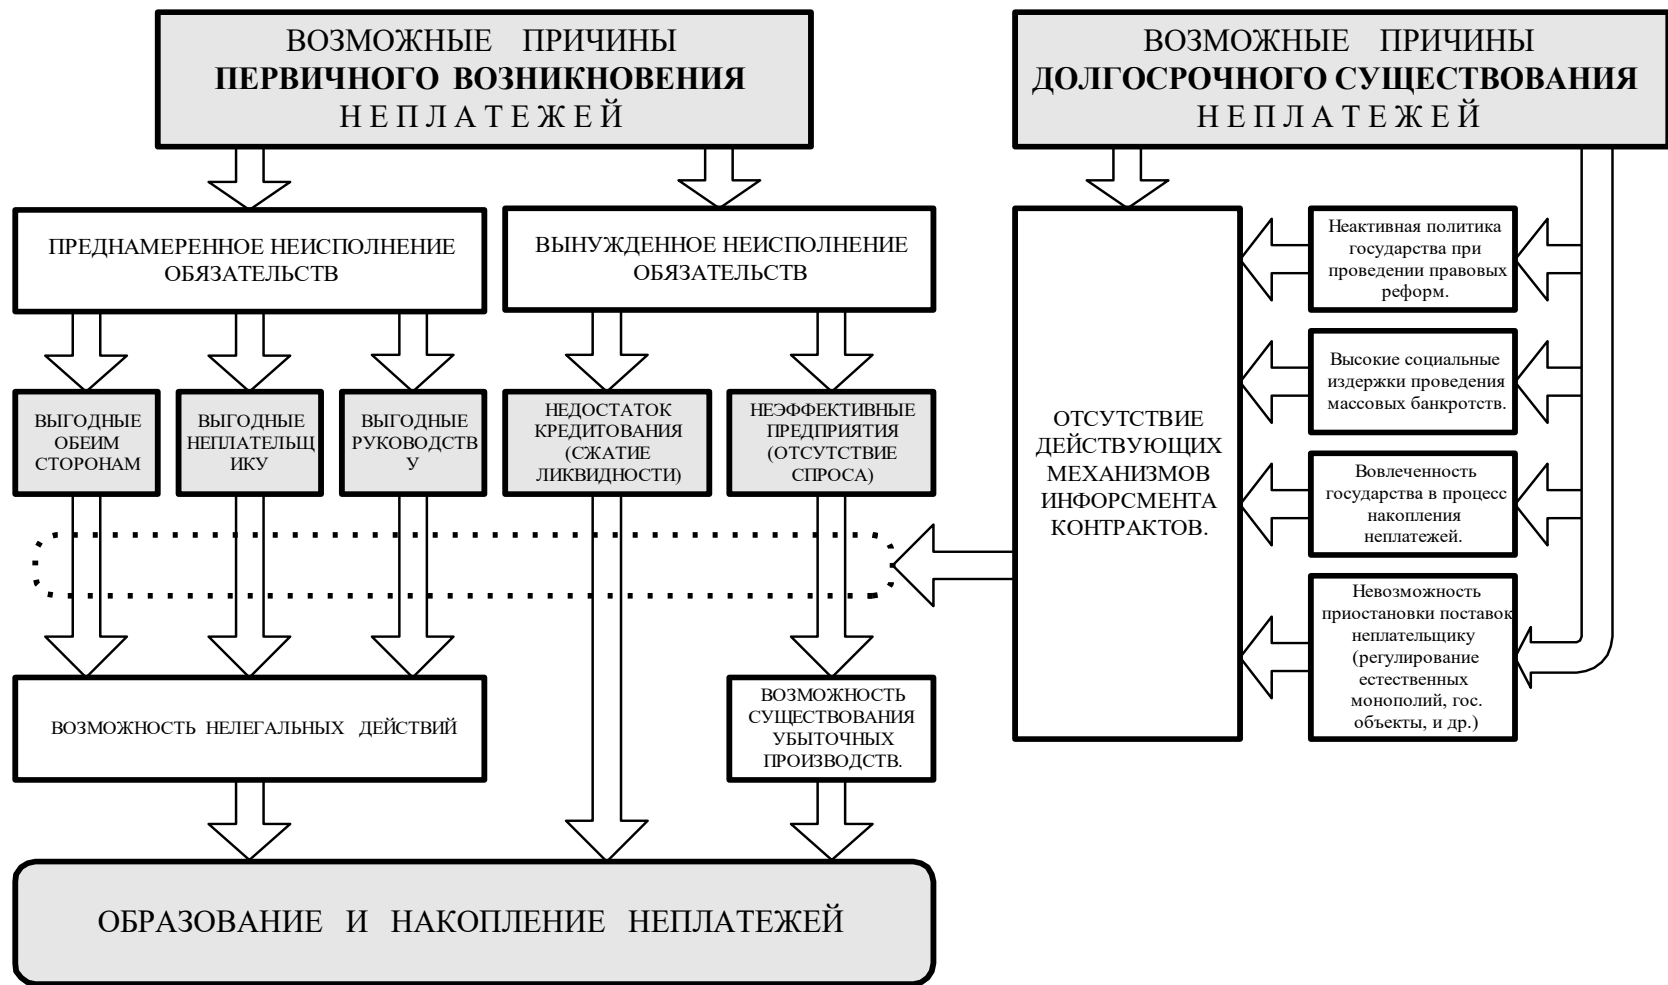 ВОЗМОЖНЫЕ ПРИЧИНЫ
ПЕРВИЧНОГО ВОЗНИКНОВЕНИЯ
Н Е П Л А Т Е Ж Е Й
ВОЗМОЖНЫЕ ПРИЧИНЫ
ДОЛГОСРОЧНОГО СУЩЕСТВОВАНИЯ
Н Е П Л А Т Е Ж Е Й
ПРЕДНАМЕРЕННОЕ НЕИСПОЛНЕНИЕ
ОБЯЗАТЕЛЬСТВ
ВЫНУЖДЕННОЕ НЕИСПОЛНЕНИЕ
ОБЯЗАТЕЛЬСТВ
ВЫГОДНЫЕ
ОБЕИМ
СТОРОНАМ
ВЫГОДНЫЕ
НЕПЛАТЕЛЬЩ
ИКУ
ВЫГОДНЫЕ
РУКОВОДСТВ
У
НЕДОСТАТОК
КРЕДИТОВАНИЯ
(СЖАТИЕ
ЛИКВИДНОСТИ)
НЕЭФФЕКТИВНЫЕ
ПРЕДПРИЯТИЯ
(ОТСУТСТВИЕ
СПРОСА)
ВОЗМОЖНОСТЬ НЕЛЕГАЛЬНЫХ ДЕЙСТВИЙ
ВОЗМОЖНОСТЬ
СУЩЕСТВОВАНИЯ
УБЫТОЧНЫХ
ПРОИЗВОДСТВ.
ОБРАЗОВАНИЕ И НАКОПЛЕНИЕ НЕПЛАТЕЖЕЙ
ОТСУТСТВИЕ
ДЕЙСТВУЮЩИХ
МЕХАНИЗМОВ
ИНФОРСМЕНТА
КОНТРАКТОВ.
Неактивная политика
государства при
проведении правовых
реформ.
Высокие социальные
издержки проведения
массовых банкротств.
Вовлеченность
государства в процесс
накопления
неплатежей.
Невозможность
приостановки поставок
неплательщику
(регулирование
естественных
монополий, гос.
объекты, и др.)